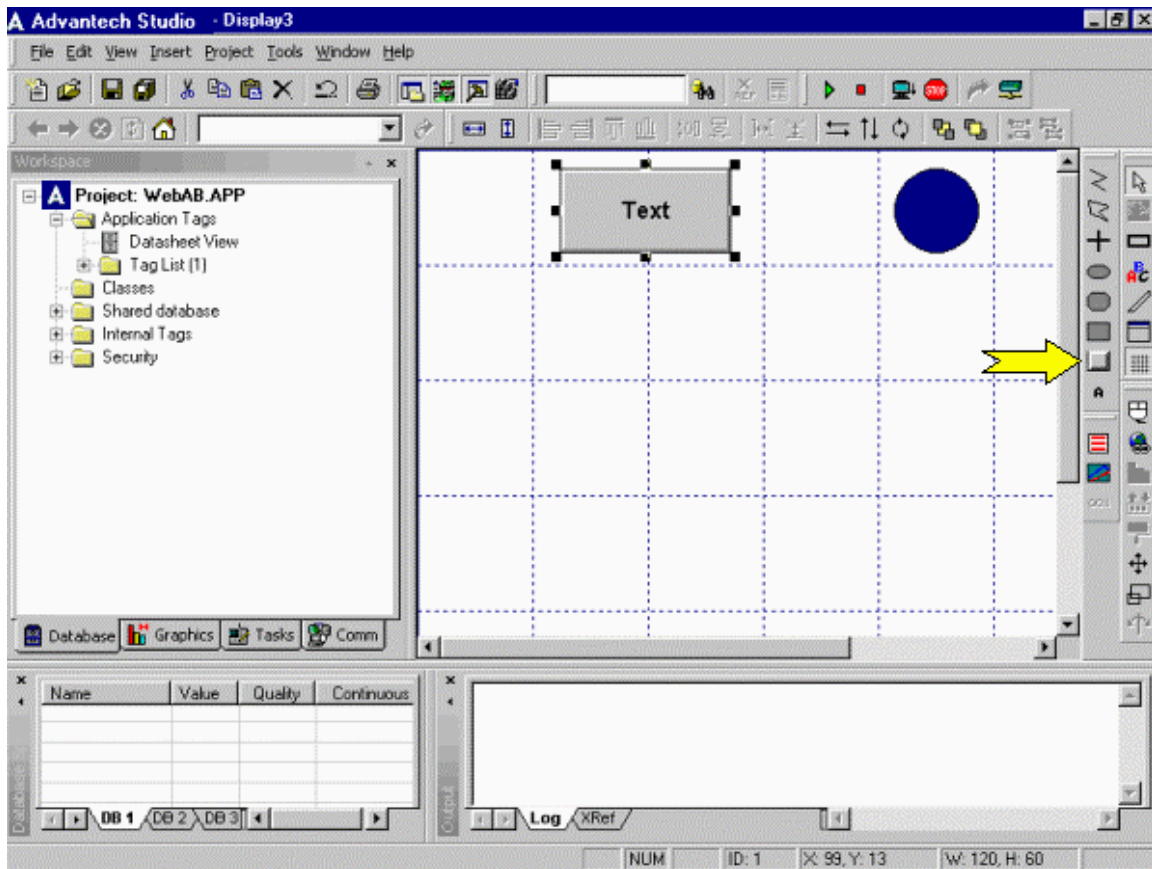 Advantech Studio - Display3
File Edit View Insert Project Tools Window Help
Workspace
Project: WebAB.APP
Application Tags
Datasheet View
Tag List (1)
Classes
Shared database
Internal Tags
Security
Text
Database Graphics Tasks Comm
Name Value Quality Continuous
DB 1 DB 2 DB 3
Output
Log XRef
NUM ID: 1 X: 99, Y: 13 W: 120, H: 60